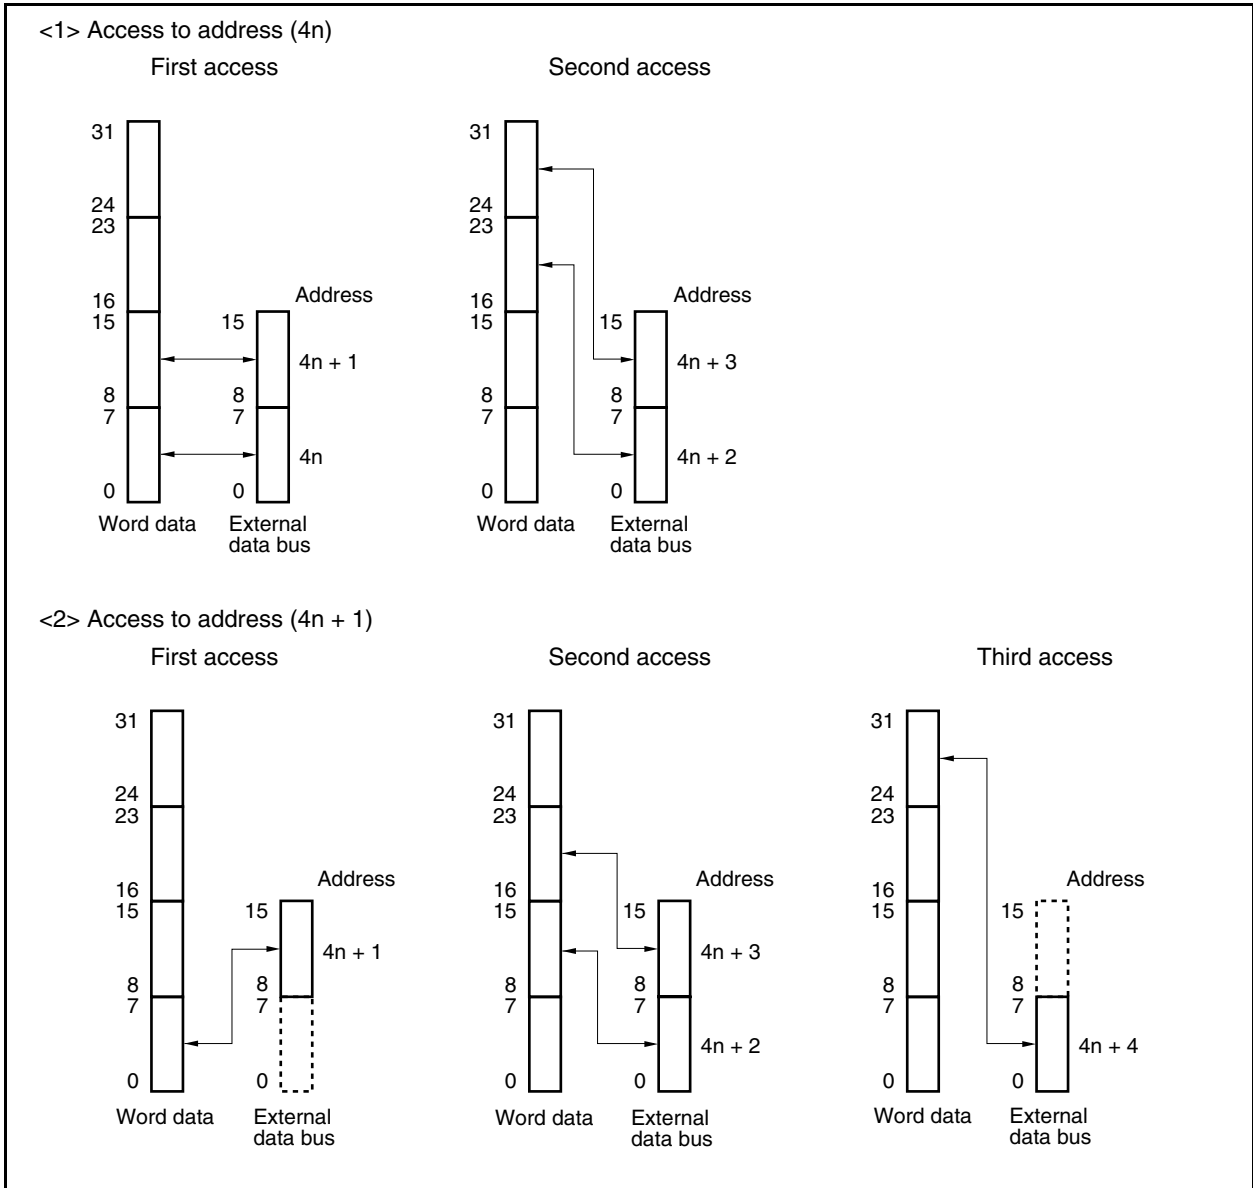 <1> Access to address (4n)
First access
Second access
31
24
23
16
15
8
7
0
Word data
Address
15
4n + 1
8
7
4n
0
External
data bus
31
24
23
16
15
8
7
0
Word data
Address
15
4n + 3
8
7
4n + 2
0
External
data bus
<2> Access to address (4n + 1)
First access
Second access
Third access
31
24
23
16
15
8
7
0
Word data
Address
15
4n + 1
8
7
0
External
data bus
31
24
23
16
15
8
7
0
Word data
Address
15
4n + 3
8
7
4n + 2
0
External
data bus
31
24
23
16
15
8
7
0
Word data
Address
15
8
7
4n + 4
0
External
data bus